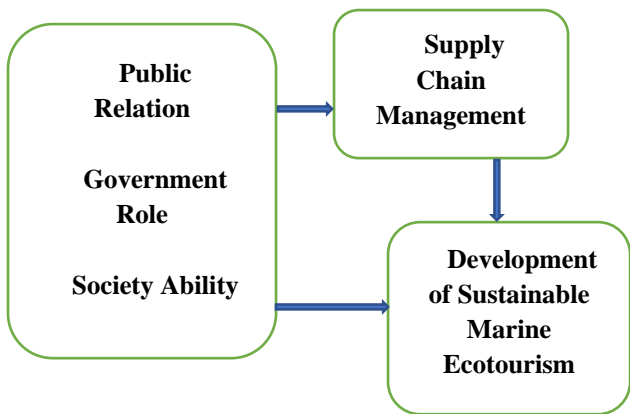 Public
Relation
Government
Role
Society Ability
Supply
Chain
Management
Development
of Sustainable
Marine
Ecotourism